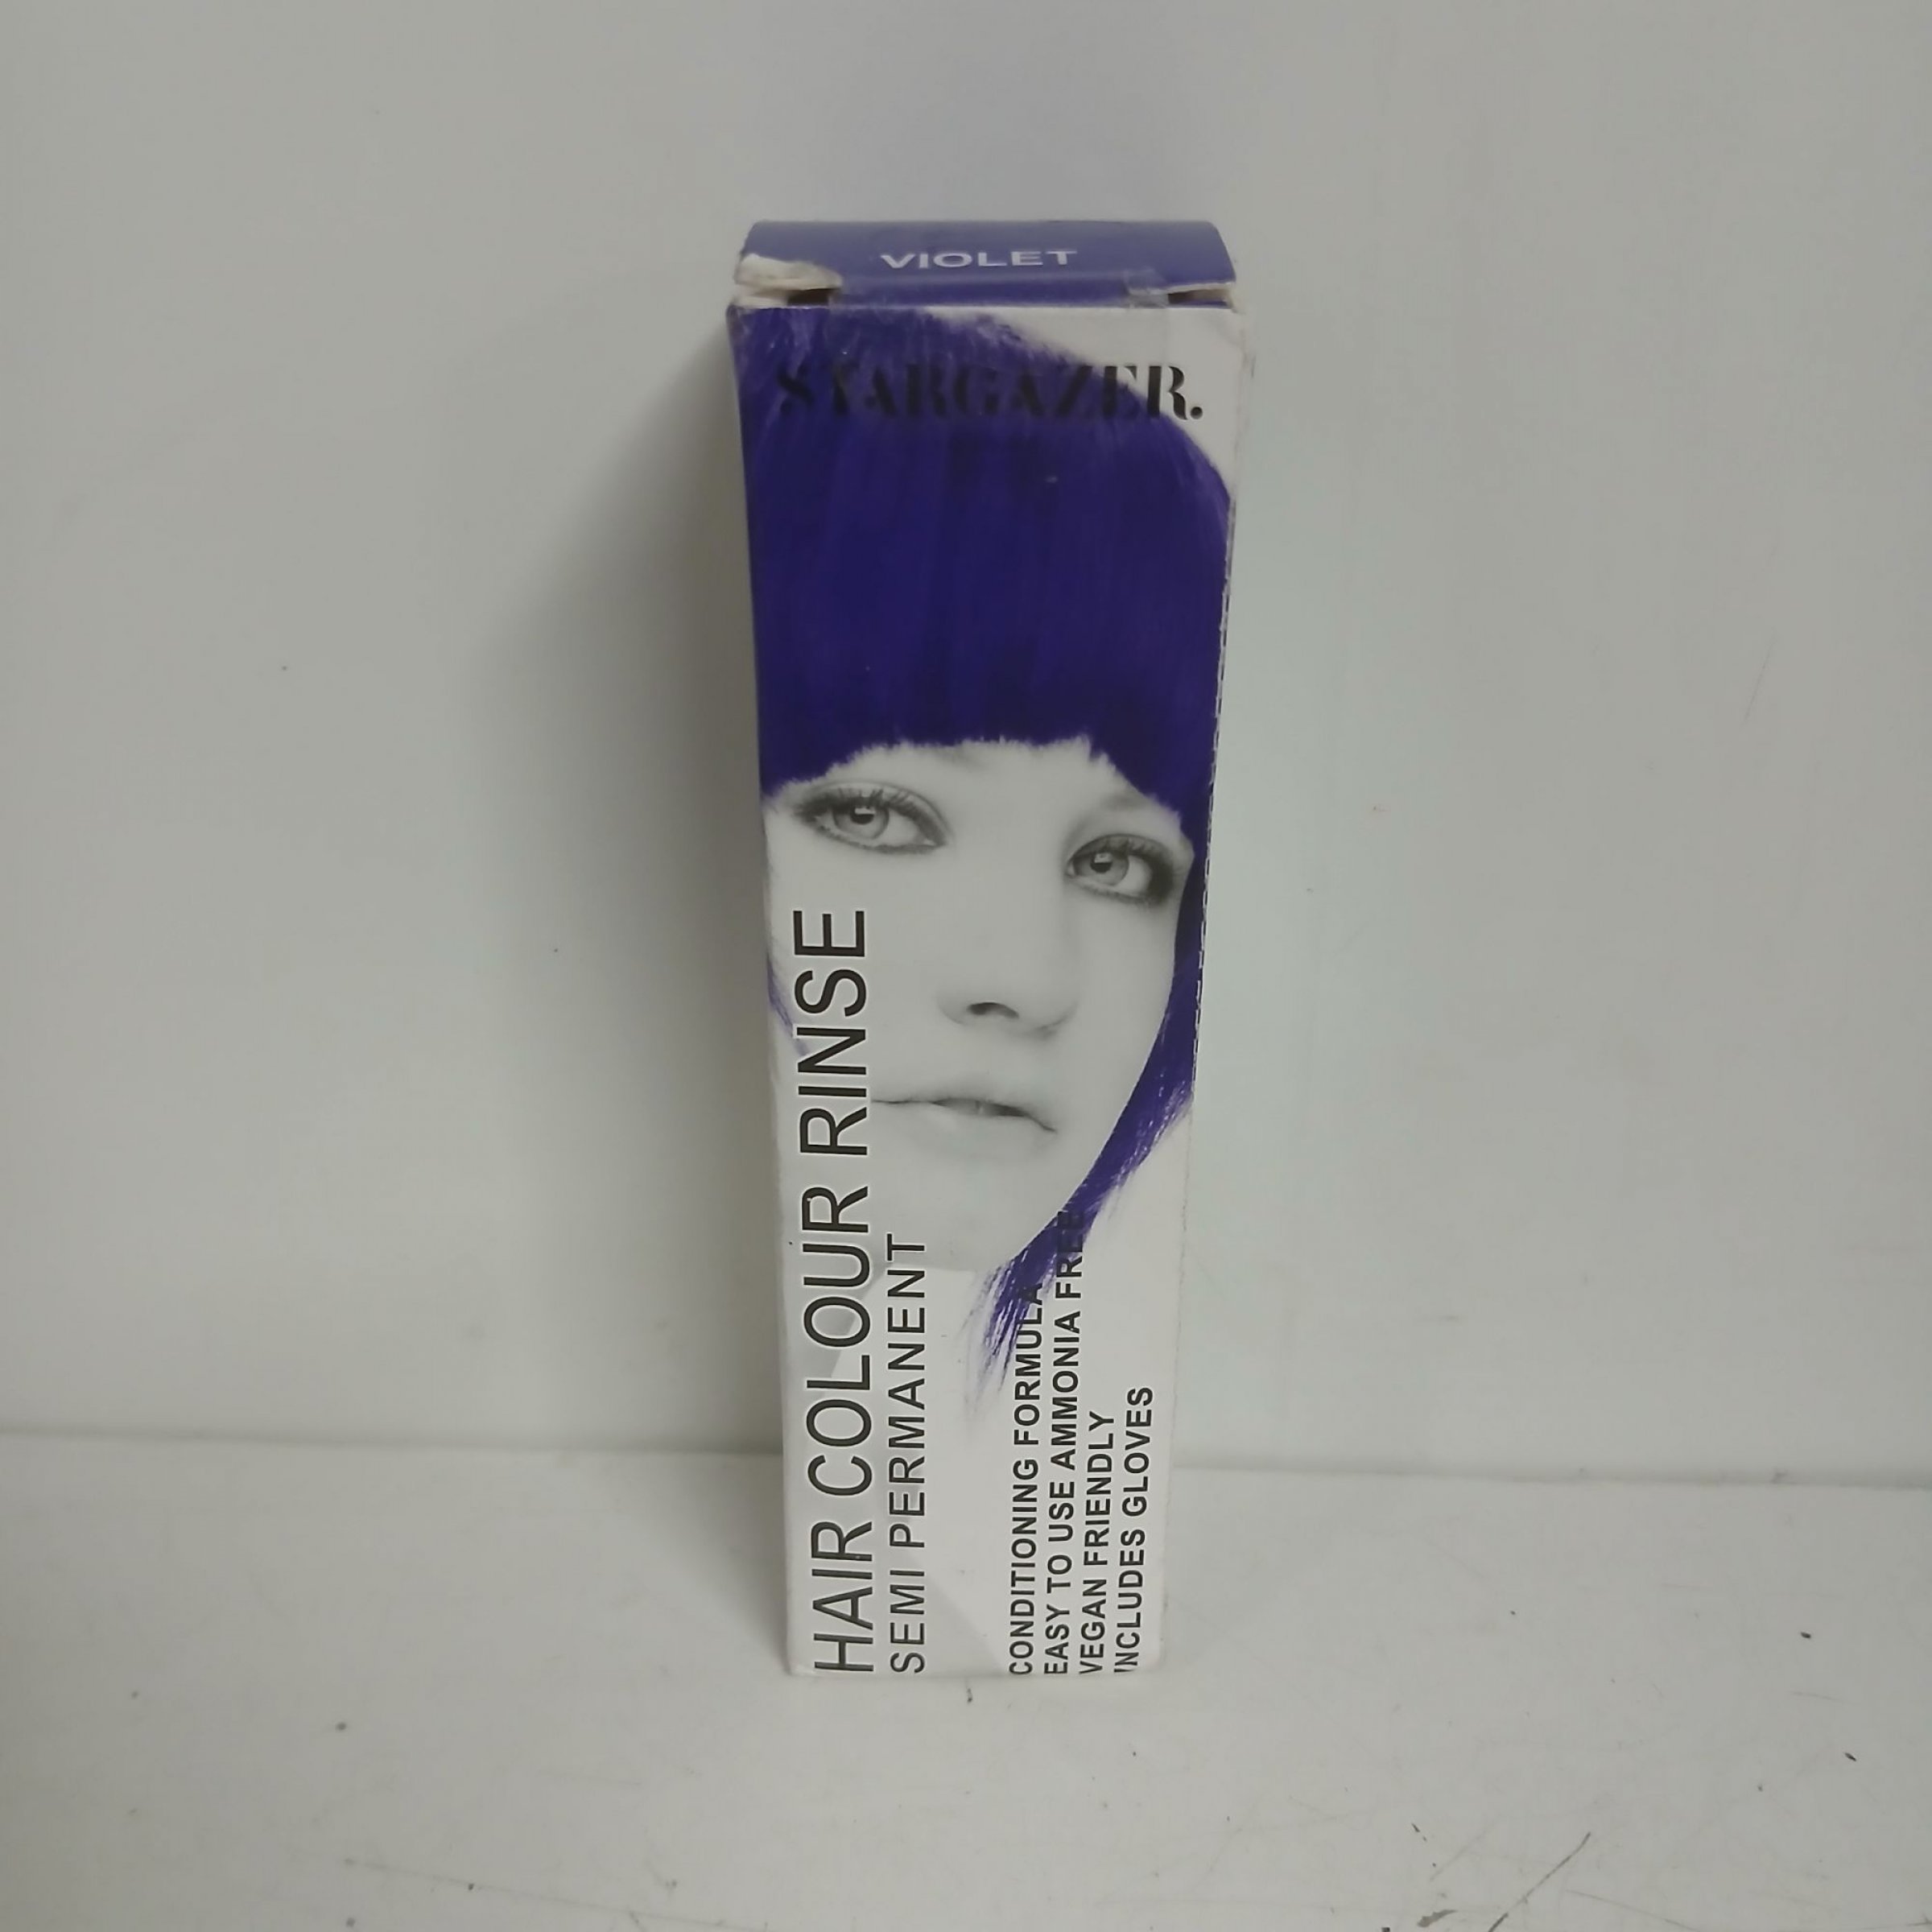 VIOLET
STARGAZER.
HAIR COLOUR RINSE
SEMI PERMANENT
CONDITIONING FORMULA
EASY TO USE AMMONIA FREE
VEGAN FRIENDLY
INCLUDES GLOVES